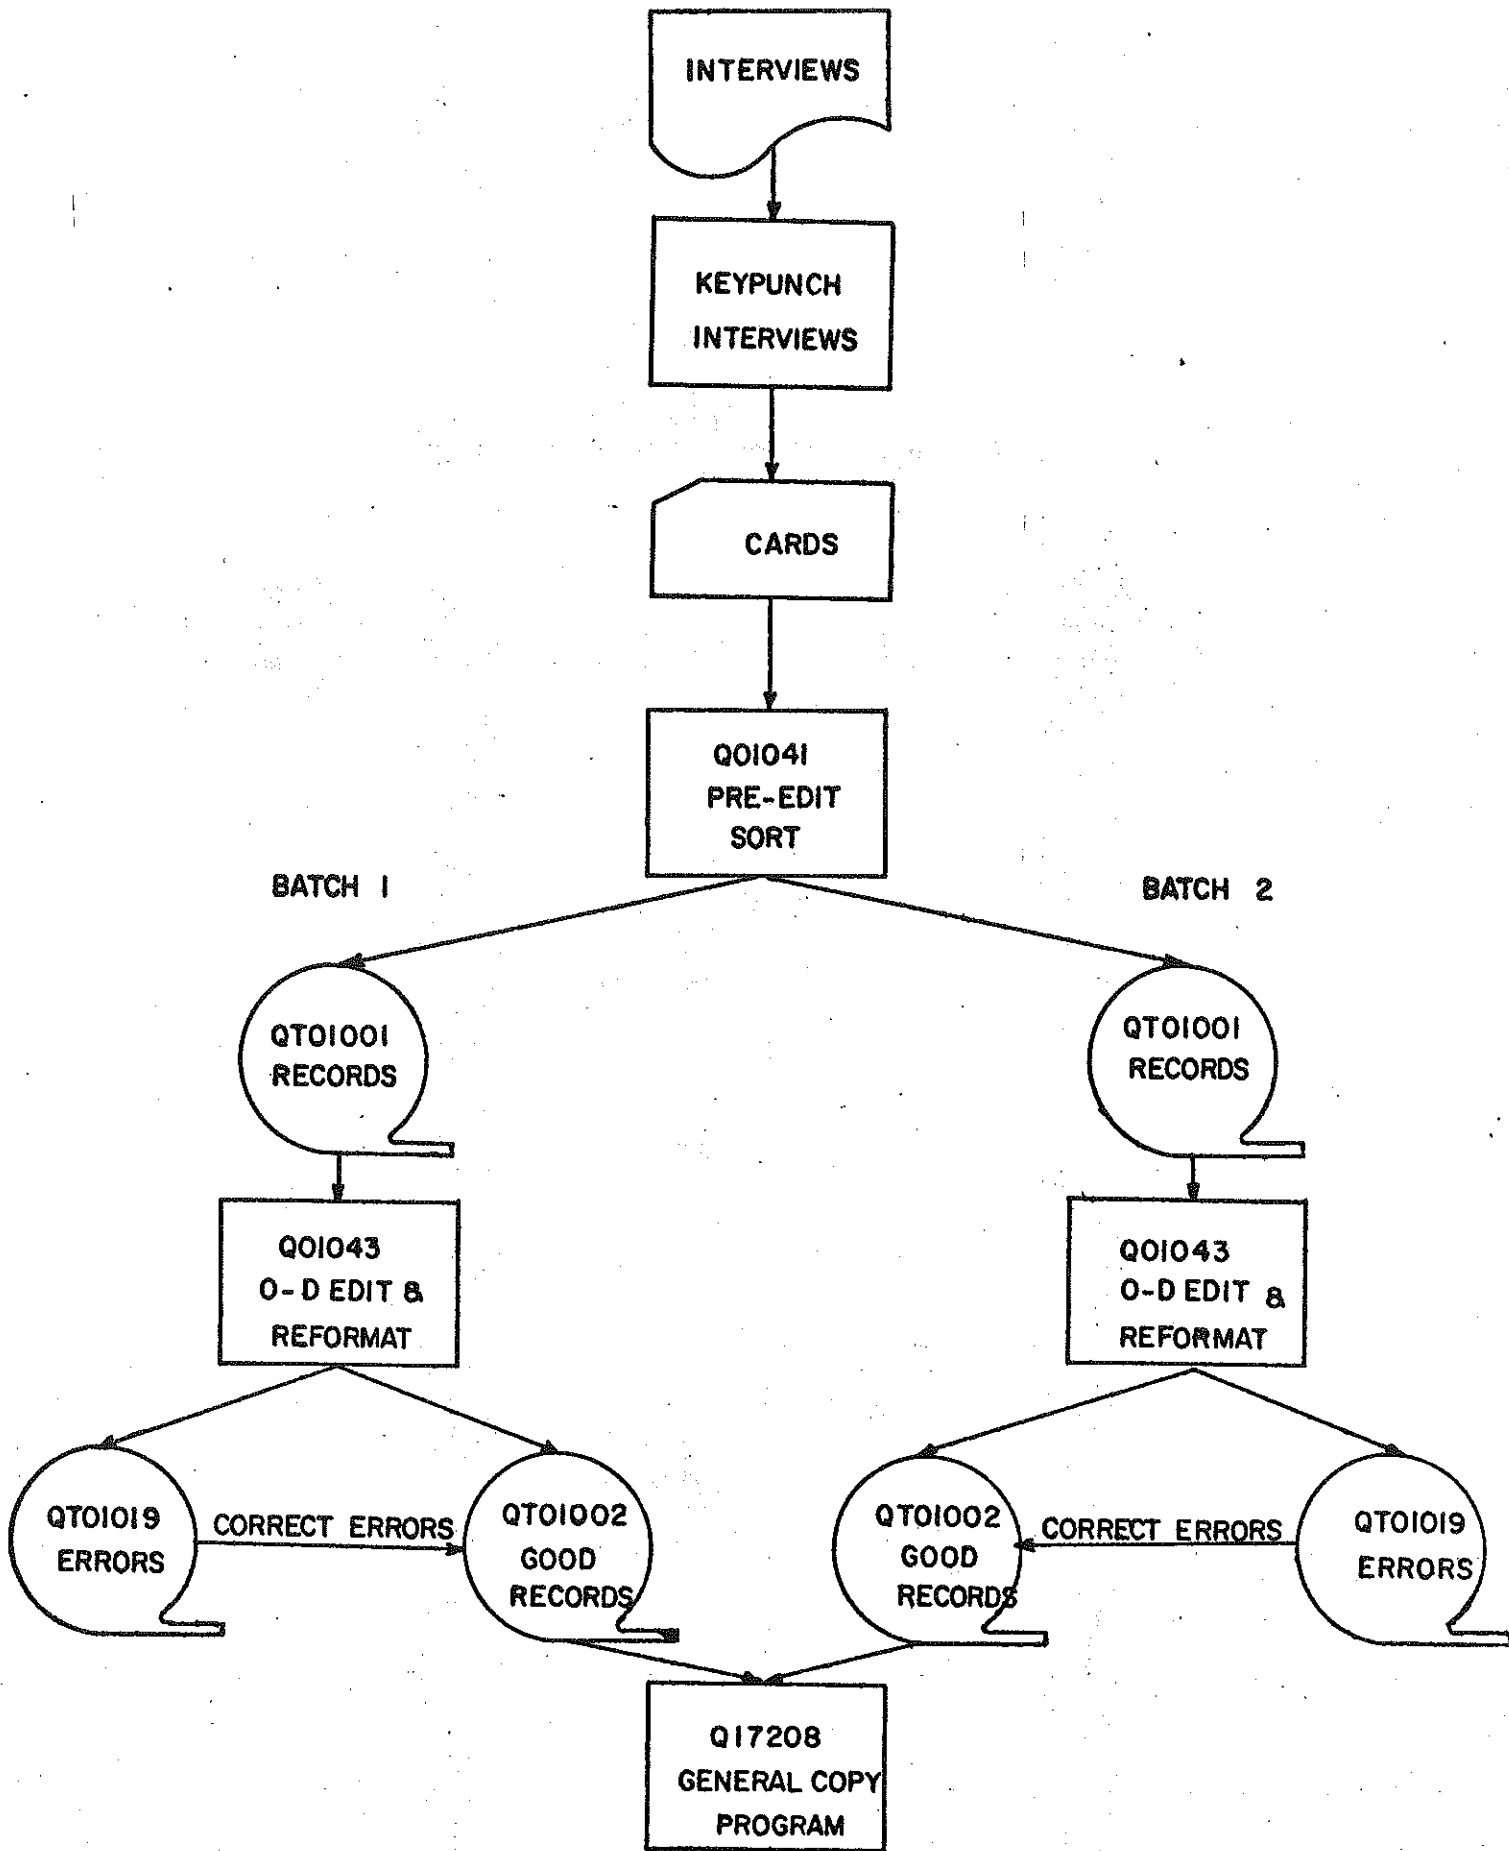 INTERVIEWS
KEYPUNCH
INTERVIEWS
CARDS
Q01041
PRE-EDIT
SORT
BATCH 1
BATCH 2
QT01001
RECORDS
QT01001
RECORDS
Q01043
O-D EDIT &
REFORMAT
Q01043
O-D EDIT &
REFORMAT
QT01019
ERRORS
CORRECT ERRORS
QT01002
GOOD
RECORDS
QT01002
GOOD
RECORDS
CORRECT ERRORS
QT01019
ERRORS
Q17208
GENERAL COPY
PROGRAM